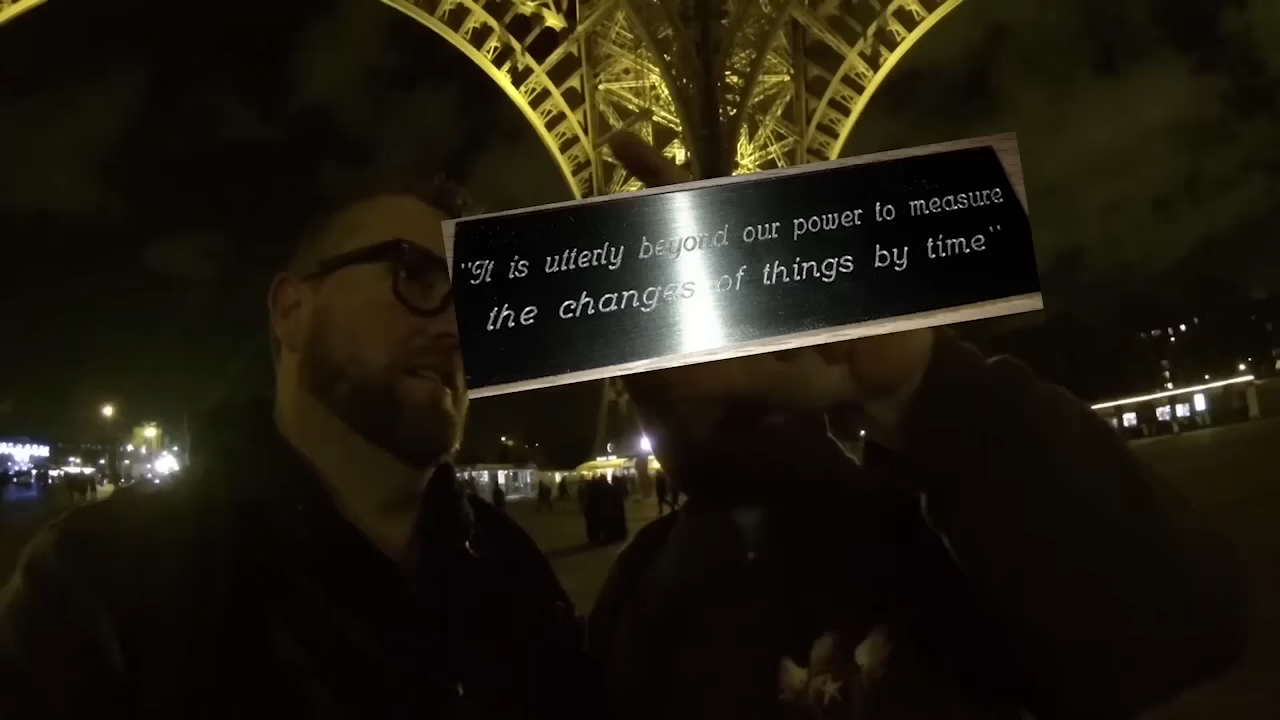 "It is utterly beyond our power to measure
the changes of things by time"